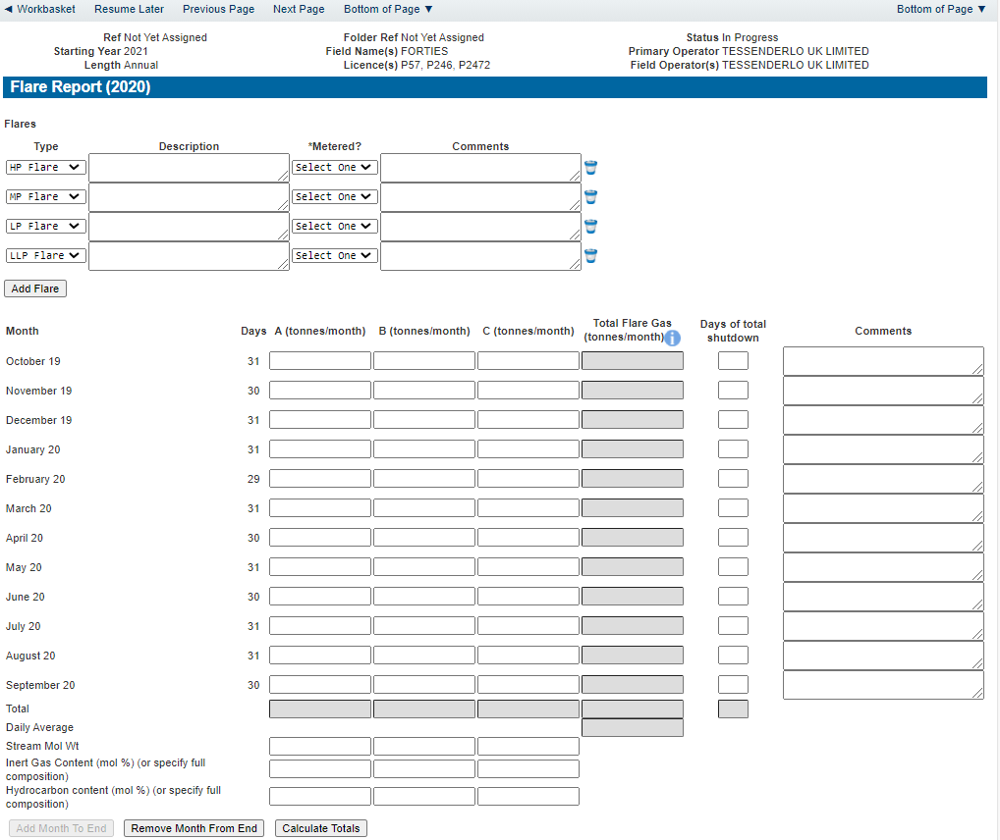 ◄ Workbasket Resume Later Previous Page Next Page Bottom of Page ▼ Bottom of Page ▼
Ref Not Yet Assigned Folder Ref Not Yet Assigned Status In Progress
Starting Year 2021 Field Name(s) FORTIES Primary Operator TESSENDERLO UK LIMITED
Length Annual Licence(s) P57, P246, P2472 Field Operator(s) TESSENDERLO UK LIMITED
Flare Report (2020)
Flares
Type Description *Metered? Comments
HP Flare Select One
MP Flare Select One
LP Flare Select One
LLP Flare Select One
Add Flare
Month Days A (tonnes/month) B (tonnes/month) C (tonnes/month) Total Flare Gas (tonnes/month) i Days of total shutdown Comments
October 19 31
November 19 30
December 19 31
January 20 31
February 20 29
March 20 31
April 20 30
May 20 31
June 20 30
July 20 31
August 20 31
September 20 30
Total
Daily Average
Stream Mol Wt
Inert Gas Content (mol %) (or specify full
composition)
Hydrocarbon content (mol %) (or specify full
composition)
Add Month To End Remove Month From End Calculate Totals